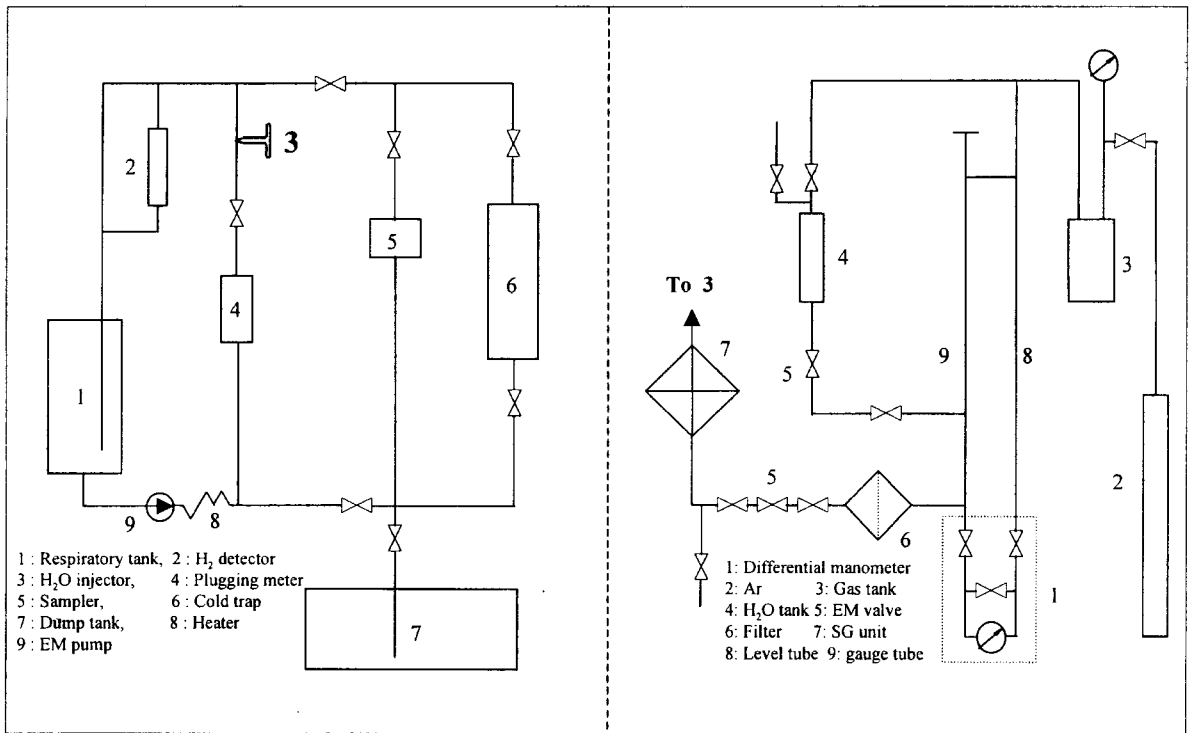 2
3
4
5
6
1
9
8
7
1 : Respiratory tank, 2 : H₂ detector
3 : H₂O injector, 4 : Plugging meter
5 : Sampler, 6 : Cold trap
7 : Dump tank, 8 : Heater
9 : EM pump
4
3
To 3
7
5
9
8
2
5
6
1
1: Differential manometer
2: Ar 3: Gas tank
4: H₂O tank 5: EM valve
6: Filter 7: SG unit
8: Level tube 9: gauge tube